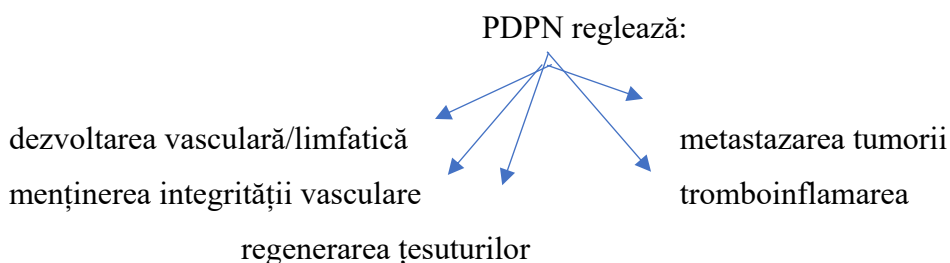 PDPN reglează:
dezvoltarea vasculară/limfatică
metastazarea tumorii
menținerea integrității vasculare
tromboinflamarea
regenerarea țesuturilor